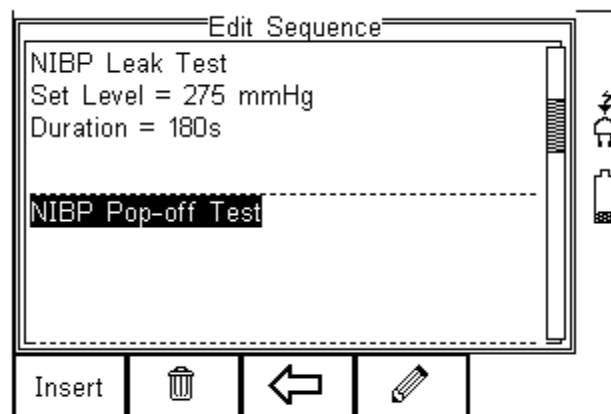 Edit Sequence
NIBP Leak Test
Set Level = 275 mmHg
Duration = 180s
NIBP Pop-off Test
Insert